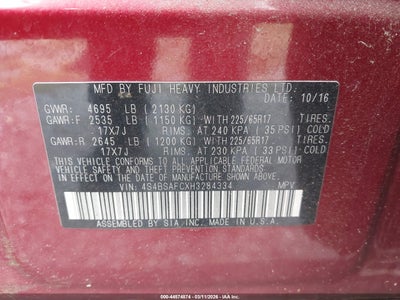 MFD BY FUJI HEAVY INDUSTRIES LTD.
DATE: 10/16
GVWR: 4695 LB ( 2130 KG)
GAWR:F 2535 LB ( 1150 KG) WITH 225/65R17 TIRES
17X7J RIMS. AT 240 KPA ( 35 PSI) COLD
GAWR:R 2645 LB ( 1200 KG) WITH 225/65R17 TIRES
17X7J RIMS. AT 230 KPA ( 33 PSI) COLD
THIS VEHICLE CONFORMS TO ALL APPLICABLE FEDERAL MOTOR
VEHICLE SAFETY STANDARDS IN EFFECT ON THE DATE OF
MANUFACTURE SHOWN ABOVE.
VIN: 4S4BSAFCXH3284334 MPV
ASSEMBLED BY SIA INC. MADE IN U.S.A.
000-44574574 - 03/11/2026 - IAA Inc.